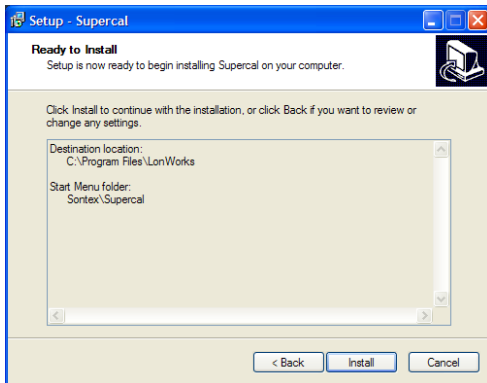 Setup - Supercal
Ready to Install
Setup is now ready to begin installing Supercal on your computer.
Click Install to continue with the installation, or click Back if you want to review or
change any settings.
Destination location:
C:\Program Files\LonWorks
Start Menu folder:
Sontex\Supercal
< Back
Install
Cancel